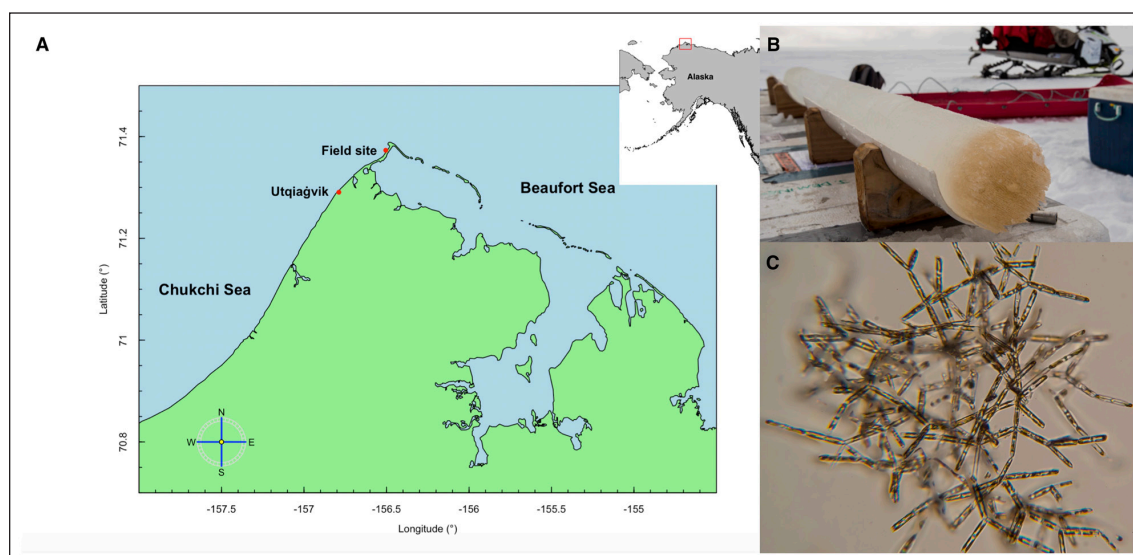 A
B
Alaska
71.4
Field site
Utqiaġvik
Beaufort Sea
71.2
C
Chukchi Sea
Latitude (°)
71
N
W
E
S
70.8
-157.5
-157
-156.5
-156
-155.5
-155
Longitude (°)